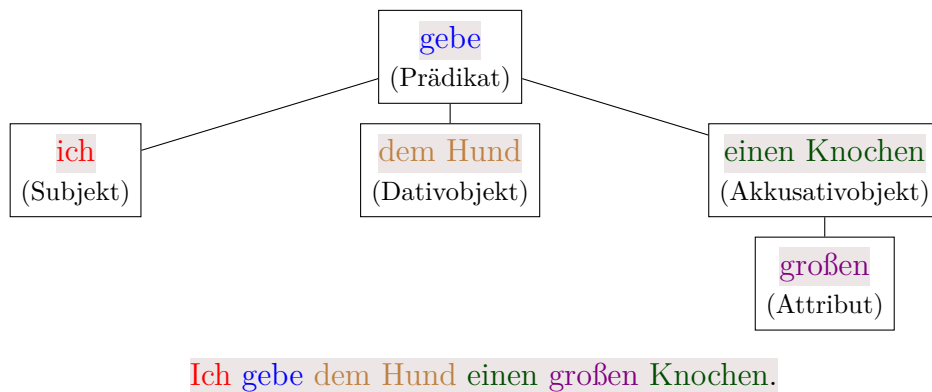 gebe
(Prädikat)
ich
(Subjekt)
dem Hund
(Dativobjekt)
einen Knochen
(Akkusativobjekt)
großen
(Attribut)
Ich gebe dem Hund einen großen Knochen.